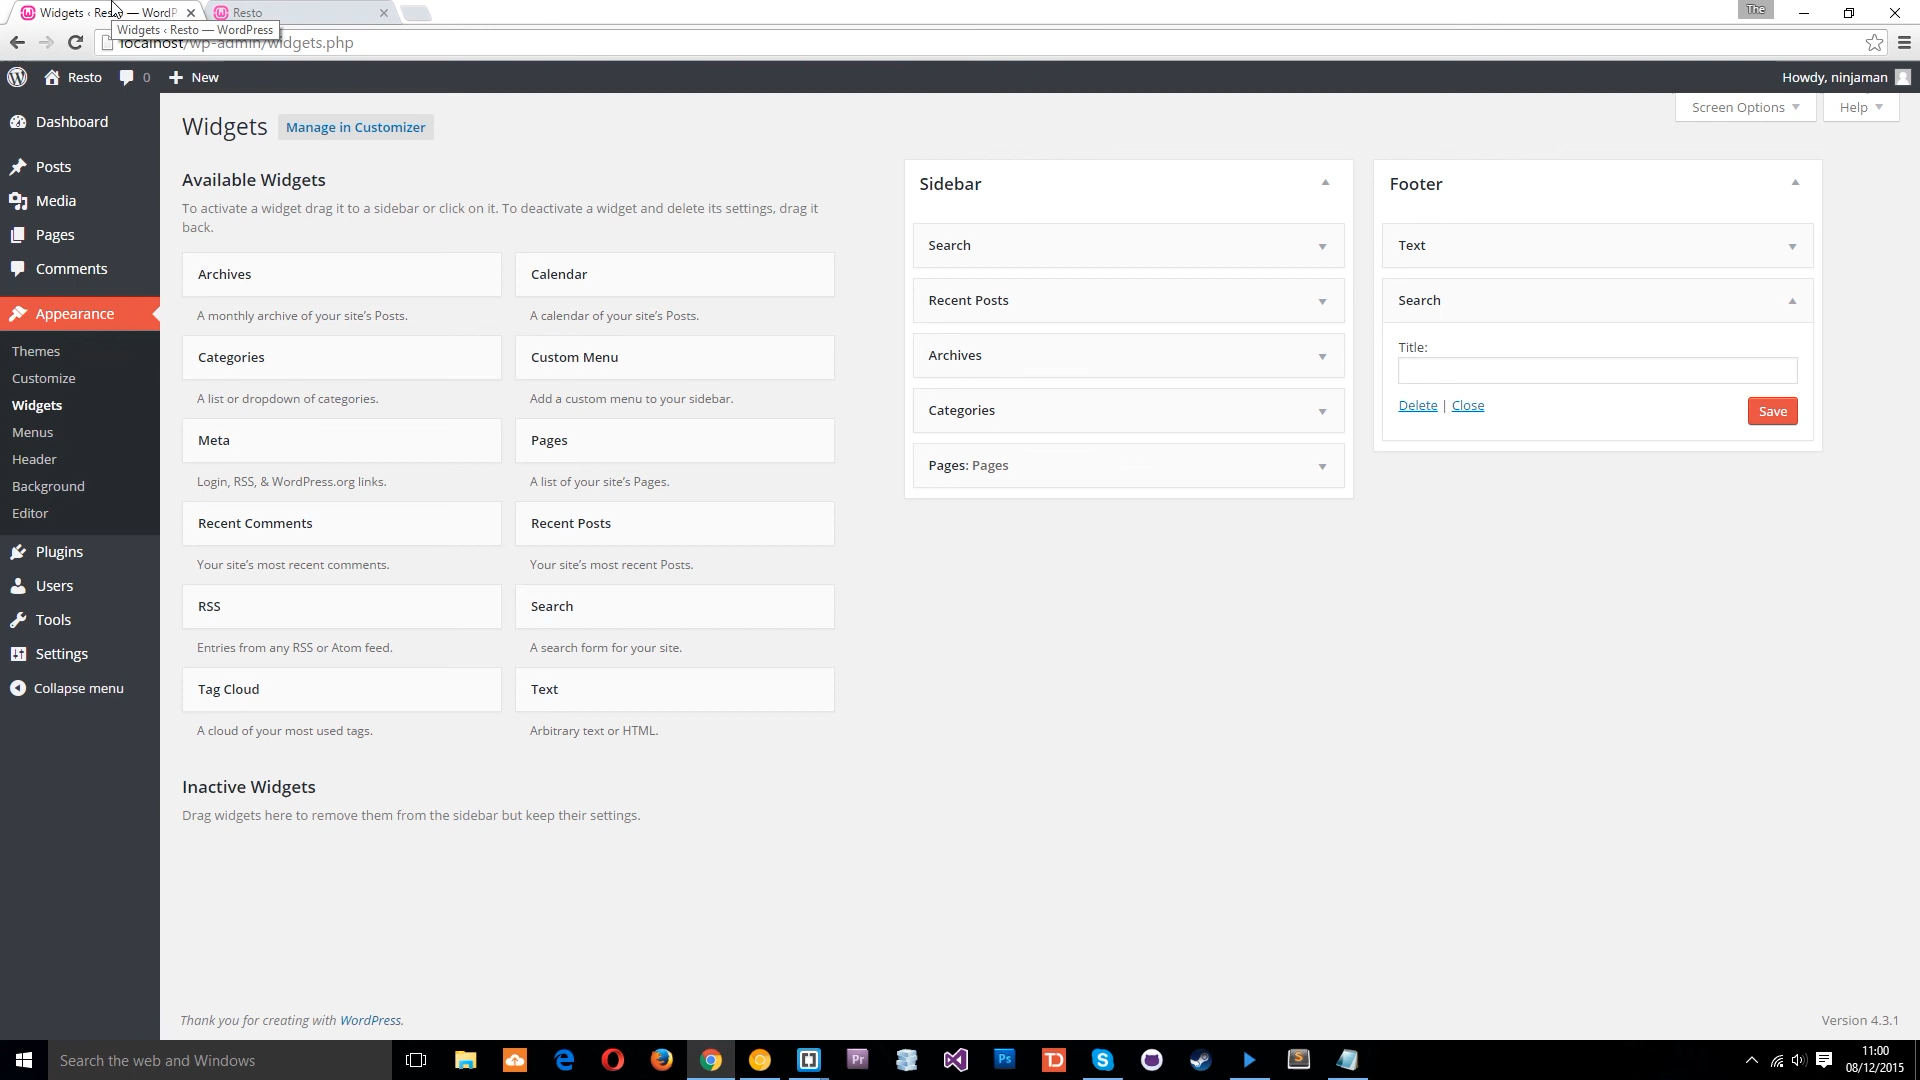 Widgets ‹ Resto — WordP
Resto
The
Widgets ‹ Resto — WordPress
localhost/wp-admin/widgets.php
Resto
0
New
Howdy, ninjaman
Dashboard
Posts
Media
Pages
Comments
Appearance
Themes
Customize
Widgets
Menus
Header
Background
Editor
Plugins
Users
Tools
Settings
Collapse menu
Screen Options
Help
Widgets
Manage in Customizer
Available Widgets
To activate a widget drag it to a sidebar or click on it. To deactivate a widget and delete its settings, drag it
back.
Archives
A monthly archive of your site’s Posts.
Calendar
A calendar of your site’s Posts.
Categories
A list or dropdown of categories.
Custom Menu
Add a custom menu to your sidebar.
Meta
Login, RSS, & WordPress.org links.
Pages
A list of your site’s Pages.
Recent Comments
Your site’s most recent comments.
Recent Posts
Your site’s most recent Posts.
RSS
Entries from any RSS or Atom feed.
Search
A search form for your site.
Tag Cloud
A cloud of your most used tags.
Text
Arbitrary text or HTML.
Inactive Widgets
Drag widgets here to remove them from the sidebar but keep their settings.
Sidebar
Search
Recent Posts
Archives
Categories
Pages: Pages
Footer
Text
Search
Title:
Delete | Close
Save
Thank you for creating with WordPress.
Version 4.3.1
Search the web and Windows
Pr
Ps
TD
S
S
11:00
08/12/2015